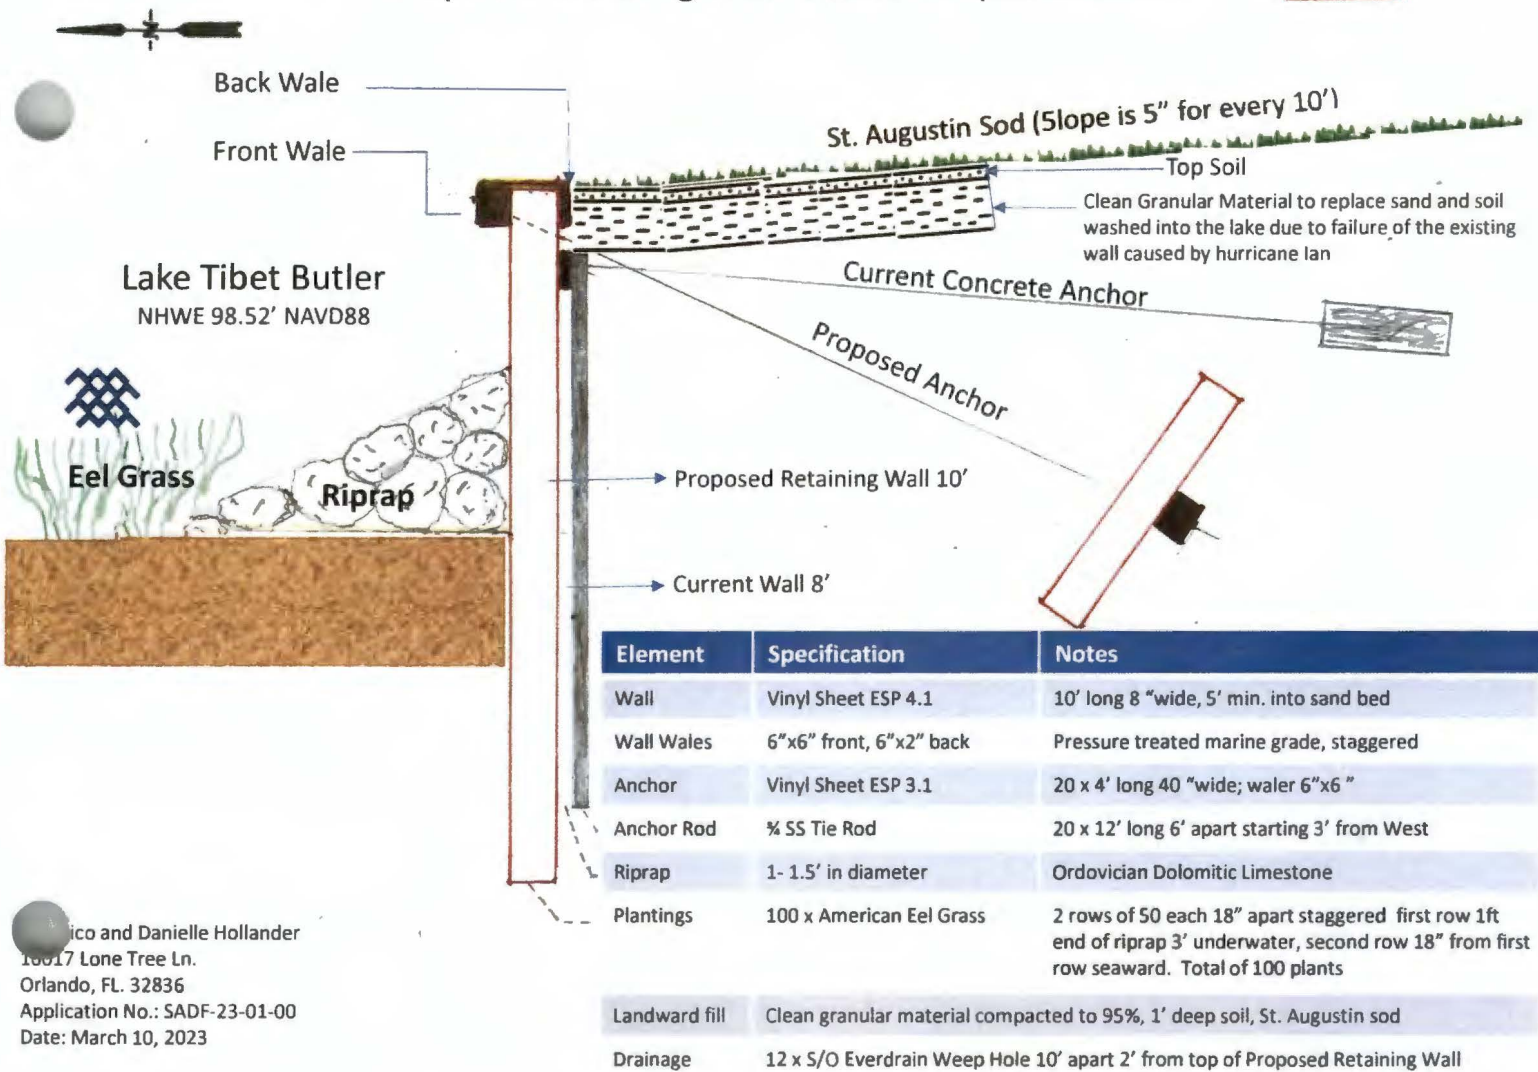 N
Back Wale
Front Wale
St. Augustin Sod (Slope is 5” for every 10’)
Top Soil
Clean Granular Material to replace sand and soil
washed into the lake due to failure of the existing
wall caused by hurricane Ian
Lake Tibet Butler
NHWE 98.52’ NAVD88
Current Concrete Anchor
Proposed Anchor
Eel Grass
Riprap
Proposed Retaining Wall 10’
Current Wall 8’
Element Specification Notes
Wall Vinyl Sheet ESP 4.1 10’ long 8 “wide, 5’ min. into sand bed
Wall Wales 6”x6” front, 6”x2” back Pressure treated marine grade, staggered
Anchor Vinyl Sheet ESP 3.1 20 x 4’ long 40 “wide; waler 6”x6 ”
Anchor Rod ¾ SS Tie Rod 20 x 12’ long 6’ apart starting 3’ from West
Riprap 1- 1.5’ in diameter Ordovician Dolomitic Limestone
Plantings 100 x American Eel Grass 2 rows of 50 each 18” apart staggered first row 1ft
end of riprap 3’ underwater, second row 18” from first
row seaward. Total of 100 plants
Landward fill Clean granular material compacted to 95%, 1’ deep soil, St. Augustin sod
Drainage 12 x S/O Everdrain Weep Hole 10’ apart 2’ from top of Proposed Retaining Wall
and Danielle Hollander
Lone Tree Ln.
Orlando, FL. 32836
Application No.: SADF-23-01-00
Date: March 10, 2023